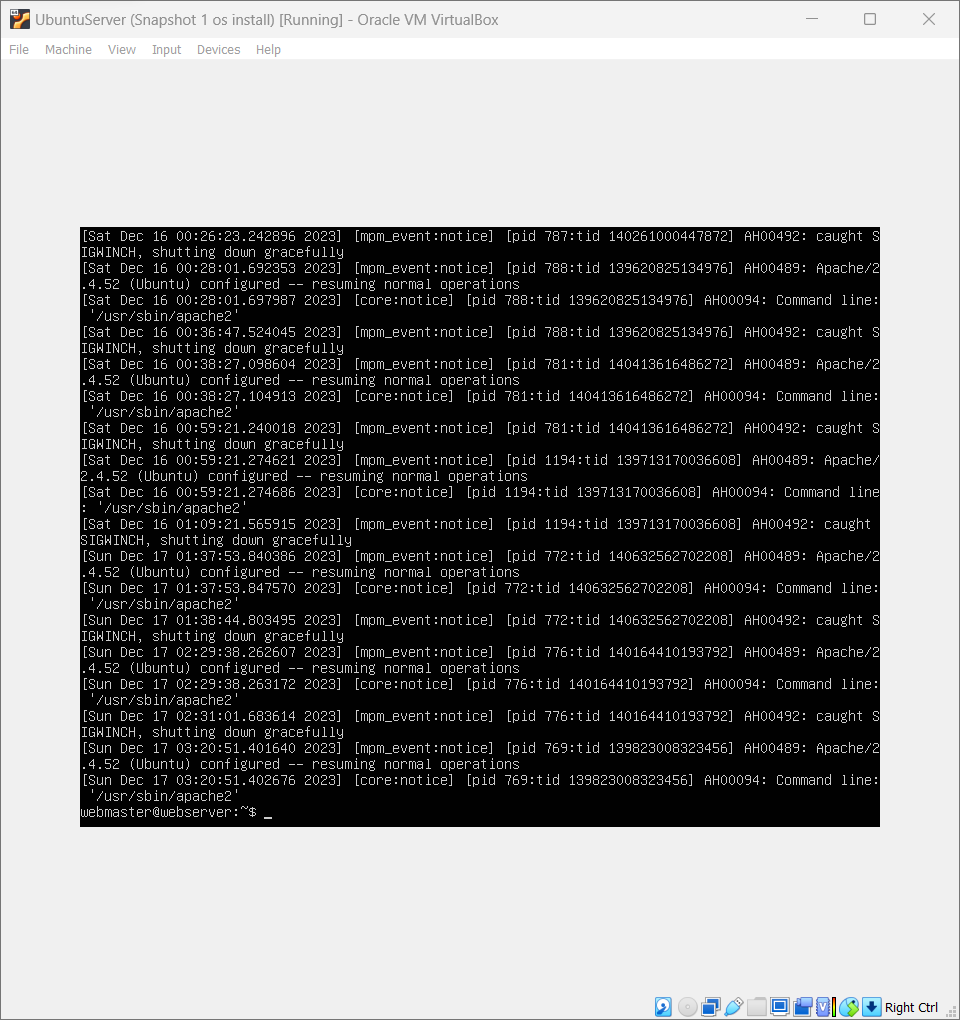 UbuntuServer (Snapshot 1 os install) [Running] - Oracle VM VirtualBox
File Machine View Input Devices Help
[Sat Dec 16 00:26:23.242896 2023] [mpm_event:notice] [pid 787:tid 140261000447872] AH00492: caught S
IGWINCH, shutting down gracefully
[Sat Dec 16 00:28:01.692353 2023] [mpm_event:notice] [pid 788:tid 139620825134976] AH00489: Apache/2
.4.52 (Ubuntu) configured -- resuming normal operations
[Sat Dec 16 00:28:01.697987 2023] [core:notice] [pid 788:tid 139620825134976] AH00094: Command line:
 '/usr/sbin/apache2'
[Sat Dec 16 00:36:47.524045 2023] [mpm_event:notice] [pid 788:tid 139620825134976] AH00492: caught S
IGWINCH, shutting down gracefully
[Sat Dec 16 00:38:27.098604 2023] [mpm_event:notice] [pid 781:tid 140413616486272] AH00489: Apache/2
.4.52 (Ubuntu) configured -- resuming normal operations
[Sat Dec 16 00:38:27.104913 2023] [core:notice] [pid 781:tid 140413616486272] AH00094: Command line:
 '/usr/sbin/apache2'
[Sat Dec 16 00:59:21.240018 2023] [mpm_event:notice] [pid 781:tid 140413616486272] AH00492: caught S
IGWINCH, shutting down gracefully
[Sat Dec 16 00:59:21.274621 2023] [mpm_event:notice] [pid 1194:tid 139713170036608] AH00489: Apache/
2.4.52 (Ubuntu) configured -- resuming normal operations
[Sat Dec 16 00:59:21.274686 2023] [core:notice] [pid 1194:tid 139713170036608] AH00094: Command line
: '/usr/sbin/apache2'
[Sat Dec 16 01:09:21.565915 2023] [mpm_event:notice] [pid 1194:tid 139713170036608] AH00492: caught
SIGWINCH, shutting down gracefully
[Sun Dec 17 01:37:53.840386 2023] [mpm_event:notice] [pid 772:tid 140632562702208] AH00489: Apache/2
.4.52 (Ubuntu) configured -- resuming normal operations
[Sun Dec 17 01:37:53.847570 2023] [core:notice] [pid 772:tid 140632562702208] AH00094: Command line:
 '/usr/sbin/apache2'
[Sun Dec 17 01:38:44.803495 2023] [mpm_event:notice] [pid 772:tid 140632562702208] AH00492: caught S
IGWINCH, shutting down gracefully
[Sun Dec 17 02:29:38.262607 2023] [mpm_event:notice] [pid 776:tid 140164410193792] AH00489: Apache/2
.4.52 (Ubuntu) configured -- resuming normal operations
[Sun Dec 17 02:29:38.263172 2023] [core:notice] [pid 776:tid 140164410193792] AH00094: Command line:
 '/usr/sbin/apache2'
[Sun Dec 17 02:31:01.683614 2023] [mpm_event:notice] [pid 776:tid 140164410193792] AH00492: caught S
IGWINCH, shutting down gracefully
[Sun Dec 17 03:20:51.401640 2023] [mpm_event:notice] [pid 769:tid 139823008323456] AH00489: Apache/2
.4.52 (Ubuntu) configured -- resuming normal operations
[Sun Dec 17 03:20:51.402676 2023] [core:notice] [pid 769:tid 139823008323456] AH00094: Command line:
 '/usr/sbin/apache2'
webmaster@webserver:~$ _
Right Ctrl